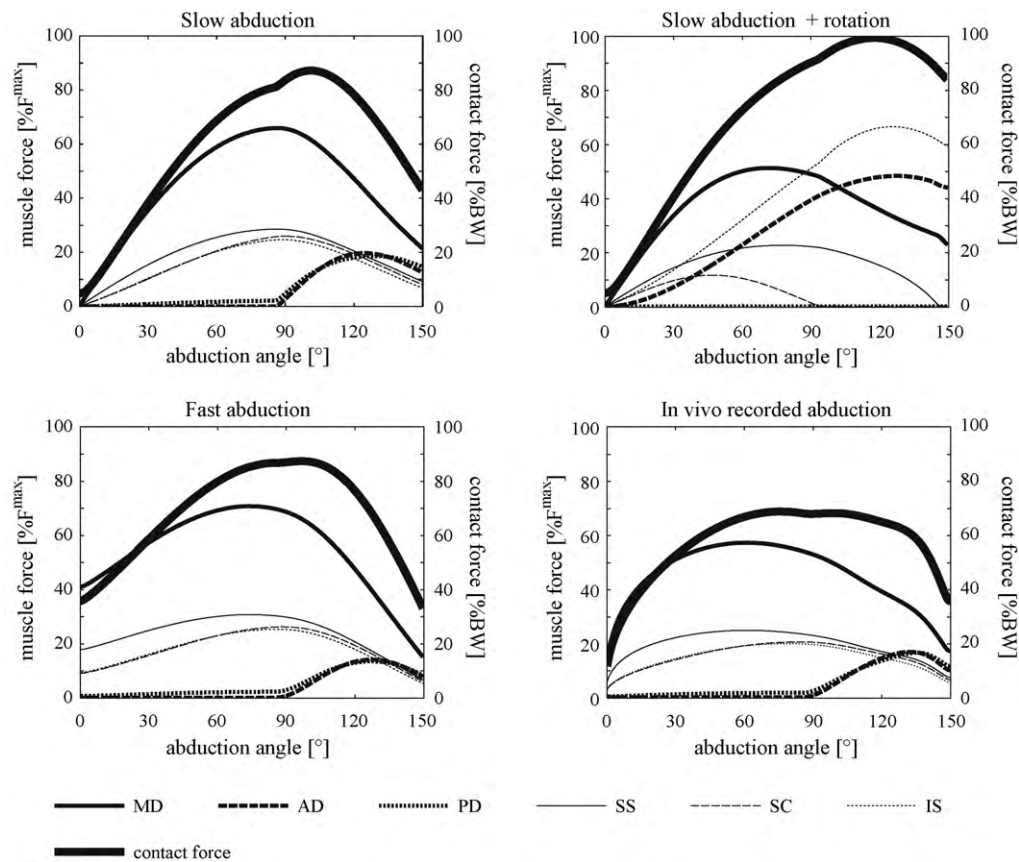 Slow abduction
muscle force [%F^max]
100
80
60
40
20
0
0 30 60 90 120 150
abduction angle [°]
100
80
60
40
20
0
contact force [%BW]
Slow abduction + rotation
muscle force [%F^max]
100
80
60
40
20
0
0 30 60 90 120 150
abduction angle [°]
100
80
60
40
20
0
contact force [%BW]
Fast abduction
muscle force [%F^max]
100
80
60
40
20
0
0 30 60 90 120 150
abduction angle [°]
100
80
60
40
20
0
contact force [%BW]
In vivo recorded abduction
muscle force [%F^max]
100
80
60
40
20
0
0 30 60 90 120 150
abduction angle [°]
100
80
60
40
20
0
contact force [%BW]
MD AD PD SS SC IS
contact force